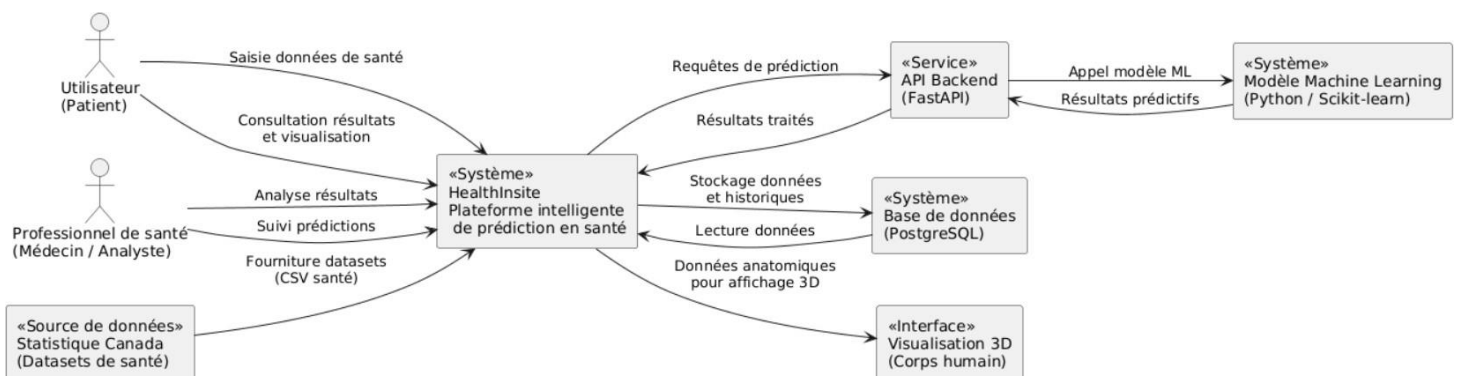 Utilisateur
(Patient)
Saisie données de santé
Consultation résultats
et visualisation
Professionnel de santé
(Médecin / Analyste)
Analyse résultats
Suivi prédictions
Fourniture datasets
(CSV santé)
«Source de données»
Statistique Canada
(Datasets de santé)
«Système»
HealthInsite
Plateforme intelligente
de prédiction en santé
Requêtes de prédiction
Résultats traités
Stockage données
et historiques
Lecture données
Données anatomiques
pour affichage 3D
«Service»
API Backend
(FastAPI)
Appel modèle ML
Résultats prédictifs
«Système»
Modèle Machine Learning
(Python / Scikit-learn)
«Système»
Base de données
(PostgreSQL)
«Interface»
Visualisation 3D
(Corps humain)